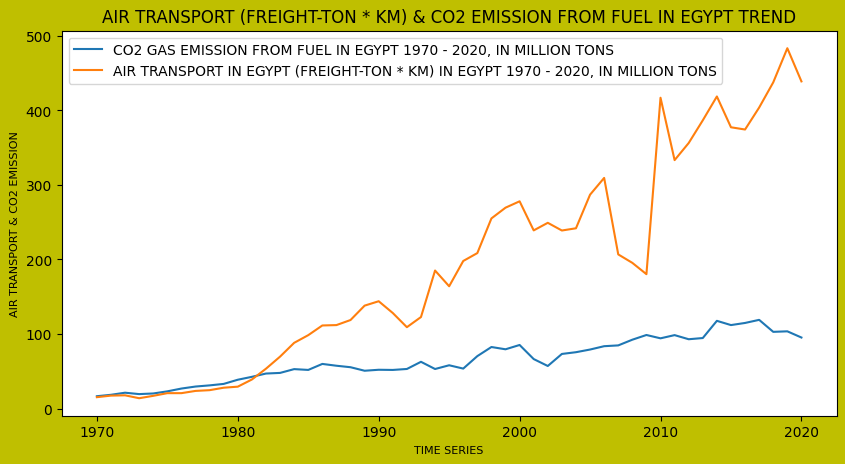 AIR TRANSPORT (FREIGHT-TON * KM) & CO2 EMISSION FROM FUEL IN EGYPT TREND
CO2 GAS EMISSION FROM FUEL IN EGYPT 1970 - 2020, IN MILLION TONS
AIR TRANSPORT IN EGYPT (FREIGHT-TON * KM) IN EGYPT 1970 - 2020, IN MILLION TONS
AIR TRANSPORT & CO2 EMISSION
500
400
300
200
100
0
1970 1980 1990 2000 2010 2020
TIME SERIES